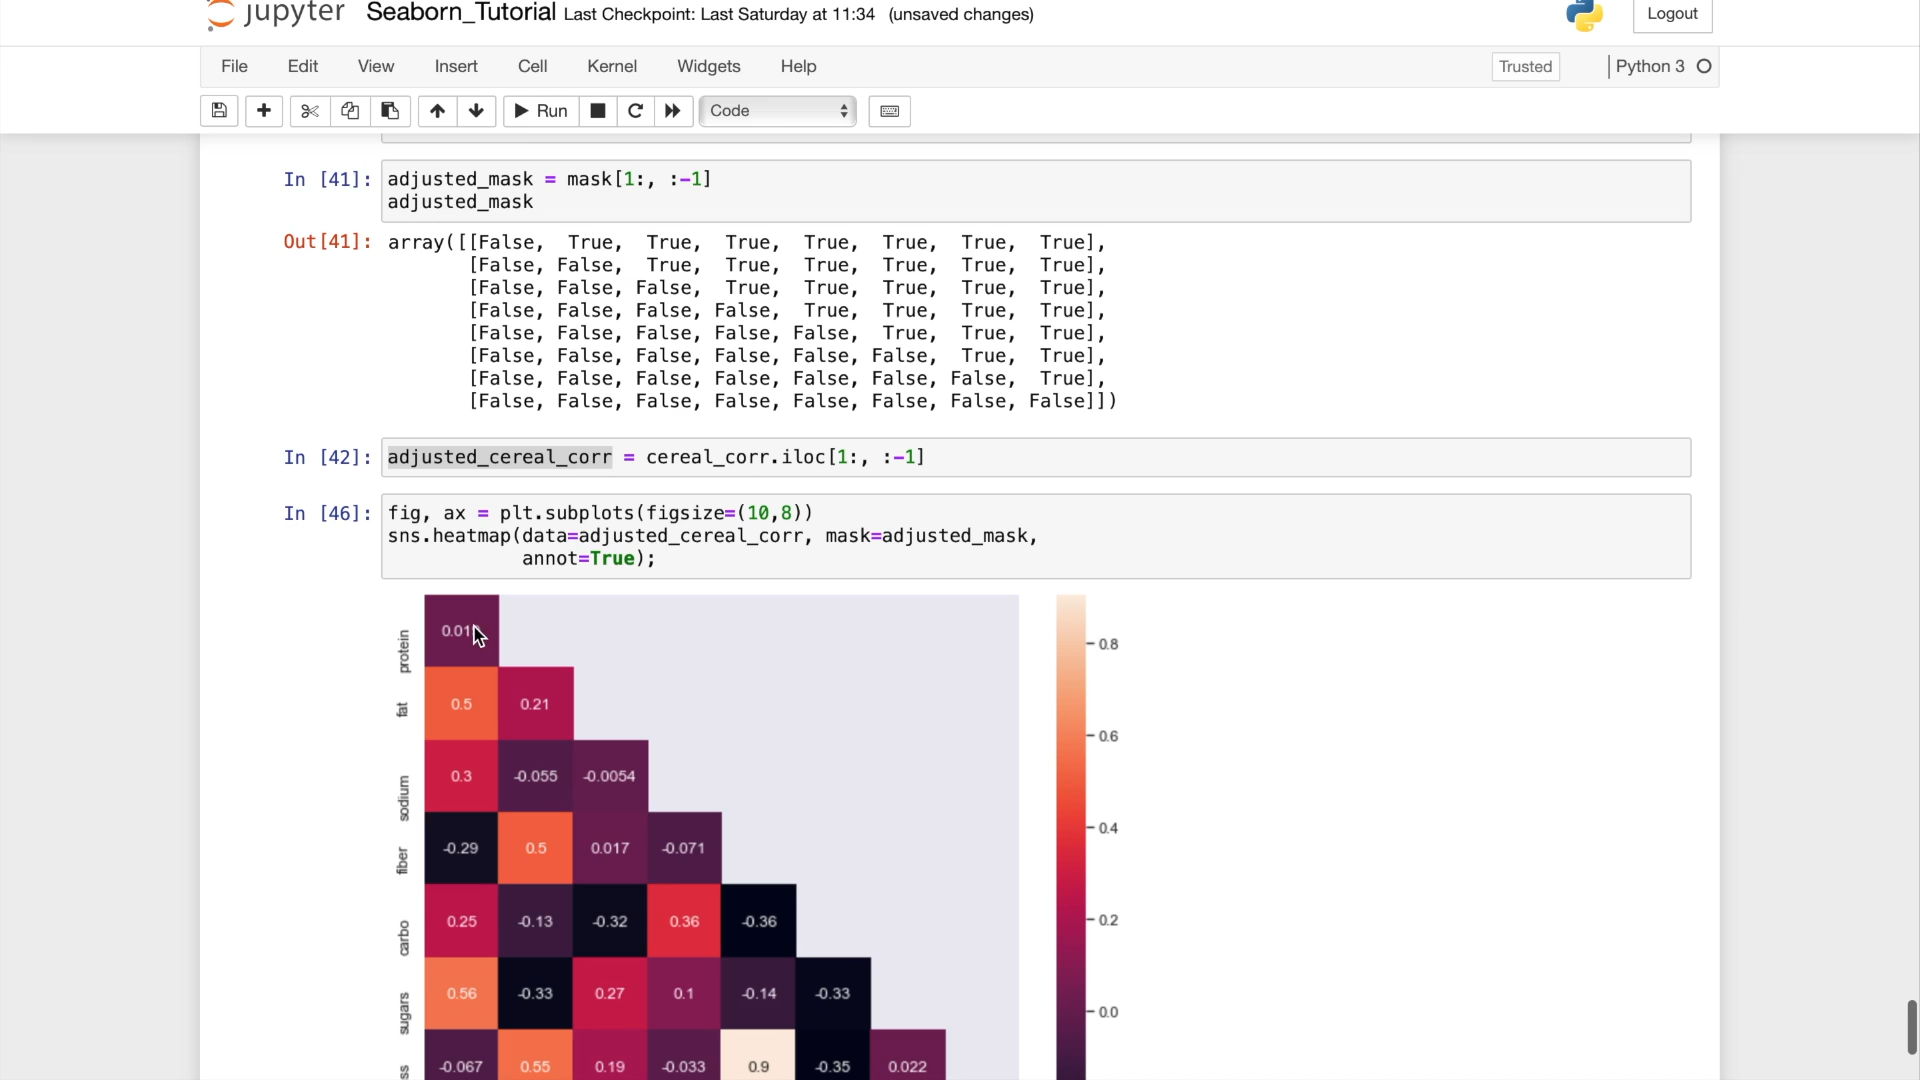 jupyter Seaborn_Tutorial Last Checkpoint: Last Saturday at 11:34 (unsaved changes) Logout
File Edit View Insert Cell Kernel Widgets Help Trusted Python 3
Run Code
In [41]: adjusted_mask = mask[1:, :-1]
adjusted_mask
Out[41]: array([[False, True, True, True, True, True, True, True],
[False, False, True, True, True, True, True, True],
[False, False, False, True, True, True, True, True],
[False, False, False, False, True, True, True, True],
[False, False, False, False, False, True, True, True],
[False, False, False, False, False, False, True, True],
[False, False, False, False, False, False, False, True],
[False, False, False, False, False, False, False, False]])
In [42]: adjusted_cereal_corr = cereal_corr.iloc[1:, :-1]
In [46]: fig, ax = plt.subplots(figsize=(10,8))
sns.heatmap(data=adjusted_cereal_corr, mask=adjusted_mask,
annot=True);
protein
0.8
fat 0.5 0.21
0.6
sodium 0.3 -0.055 -0.0054
0.4
fiber -0.29 0.5 0.017 -0.071
carbo 0.25 -0.13 -0.32 0.36 -0.36
0.2
sugars 0.56 -0.33 0.27 0.1 -0.14 -0.33
0.0
-0.067 0.55 0.19 -0.033 0.9 -0.35 0.022